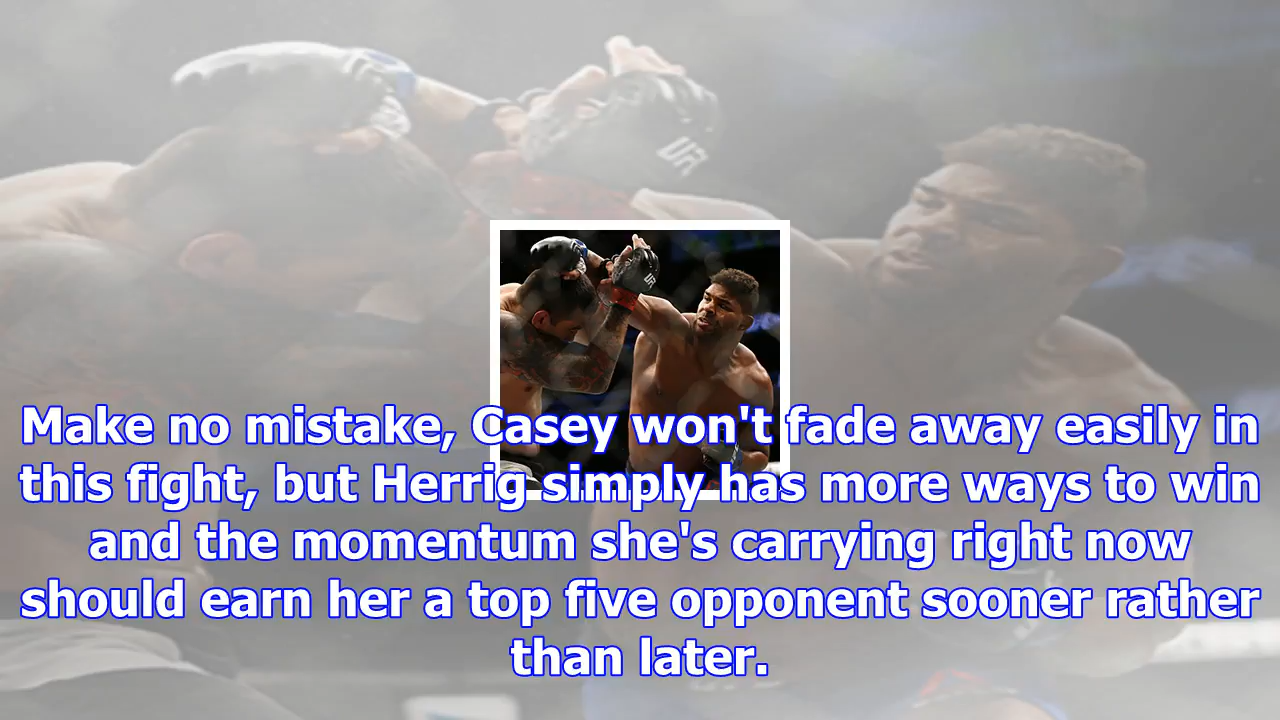 UFC
Make no mistake, Casey won't fade away easily in
this fight, but Herrig simply has more ways to win
and the momentum she's carrying right now
should earn her a top five opponent sooner rather
than later.